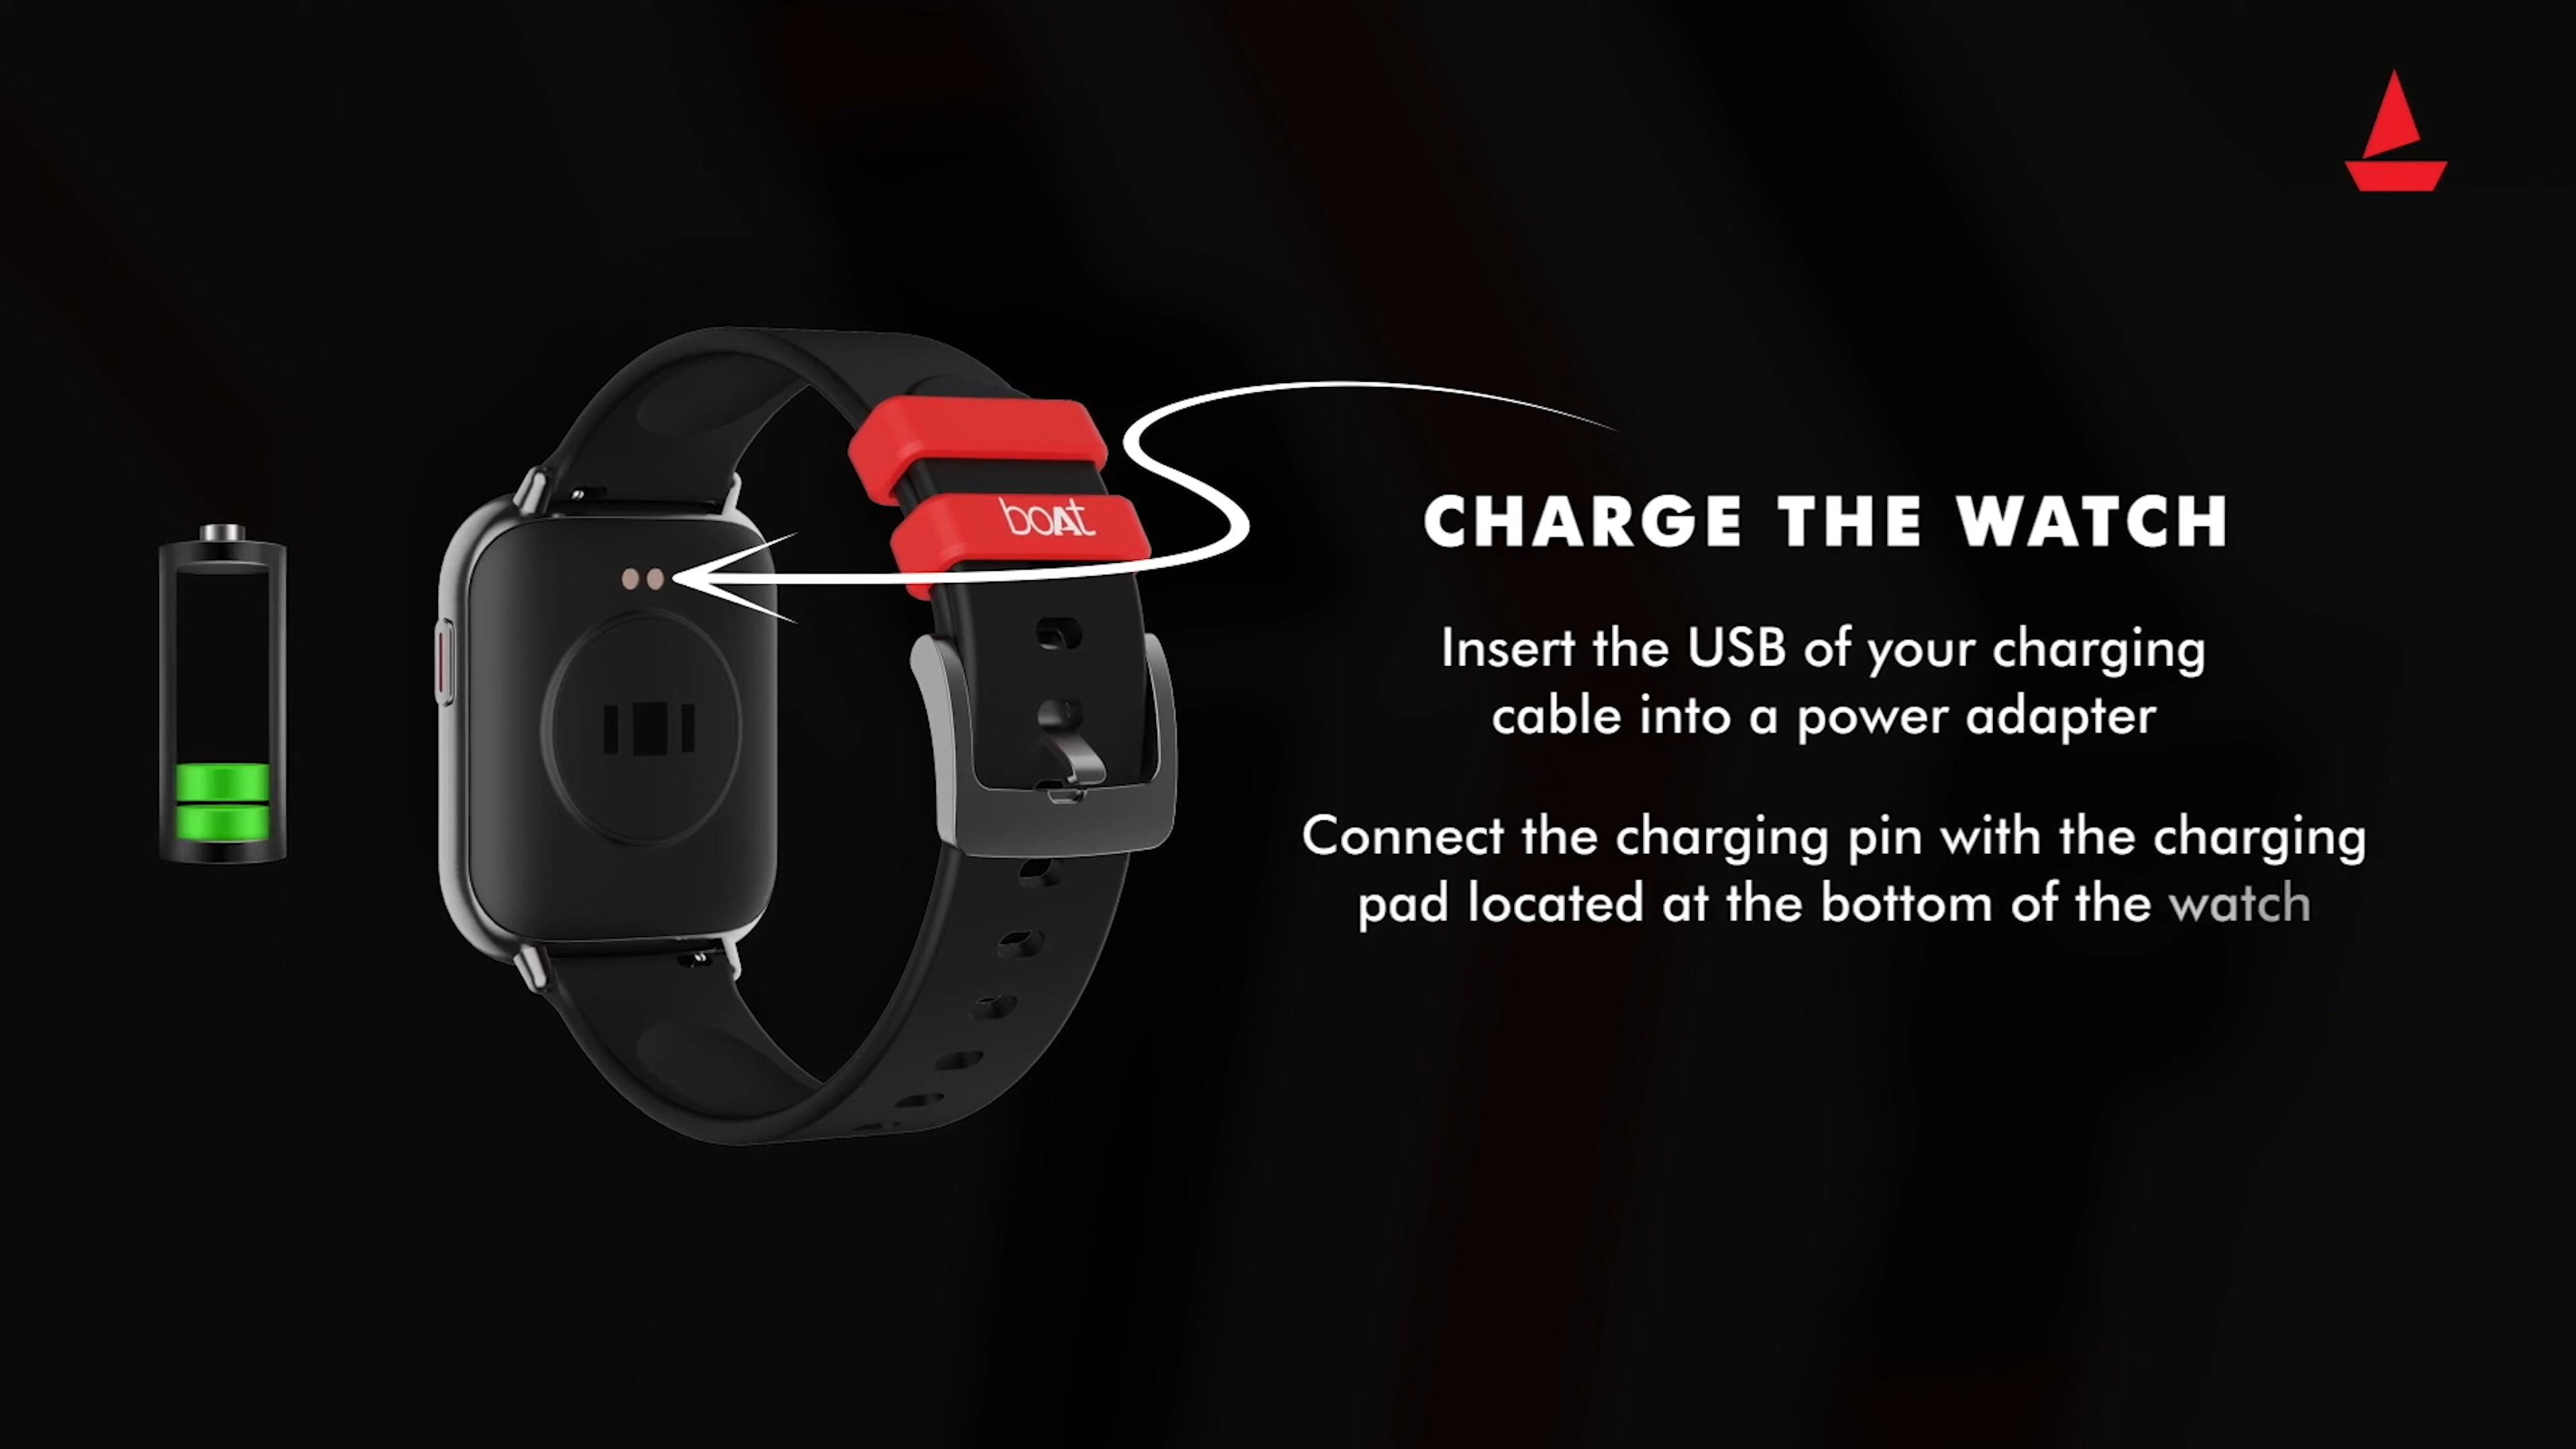 boAt
CHARGE THE WATCH
Insert the USB of your charging
cable into a power adapter
Connect the charging pin with the charging
pad located at the bottom of the watch